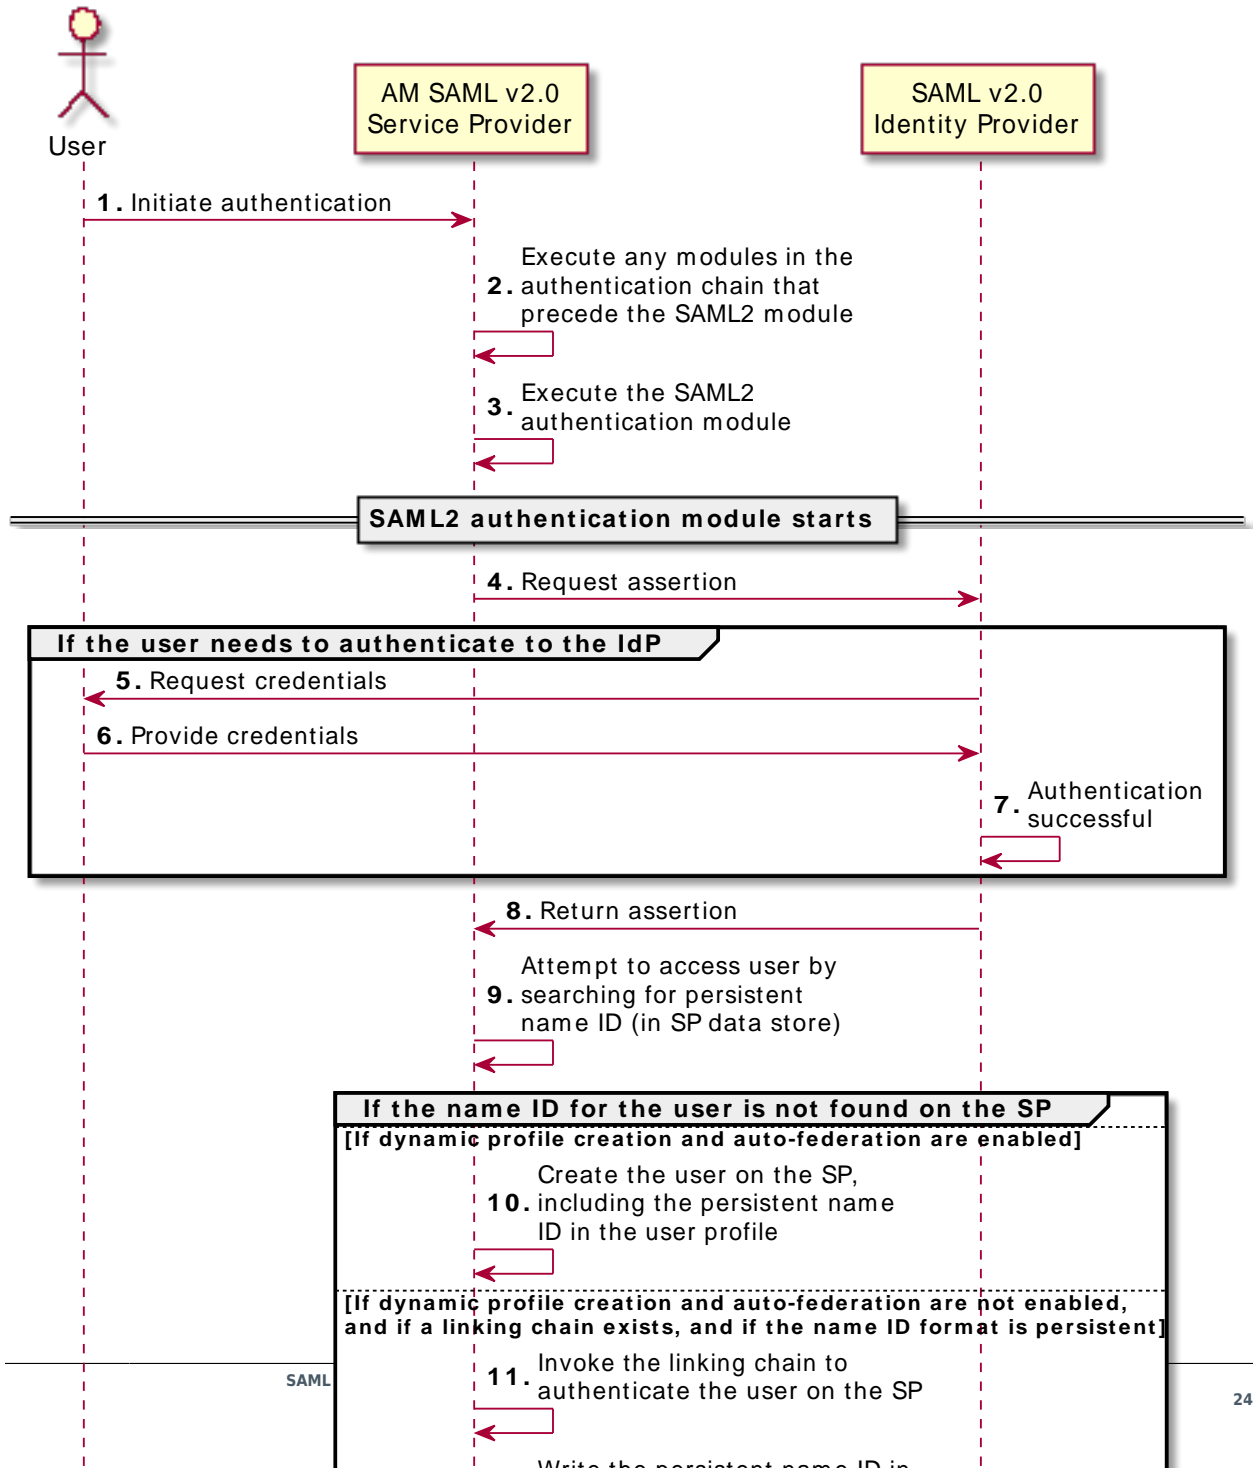 User
AM SAML v2.0
Service Provider
SAML v2.0
Identity Provider
1. Initiate authentication
Execute any modules in the
2. authentication chain that
precede the SAML2 module
3. Execute the SAML2
authentication module
SAML2 authentication module starts
4. Request assertion
If the user needs to authenticate to the IdP
5. Request credentials
6. Provide credentials
7. Authentication
successful
8. Return assertion
Attempt to access user by
9. searching for persistent
name ID (in SP data store)
If the name ID for the user is not found on the SP
[If dynamic profile creation and auto-federation are enabled]
Create the user on the SP,
10. including the persistent name
ID in the user profile
[If dynamic profile creation and auto-federation are not enabled,
and if a linking chain exists, and if the name ID format is persistent]
11. Invoke the linking chain to
authenticate the user on the SP
SAML
24
Write the persistent name ID in